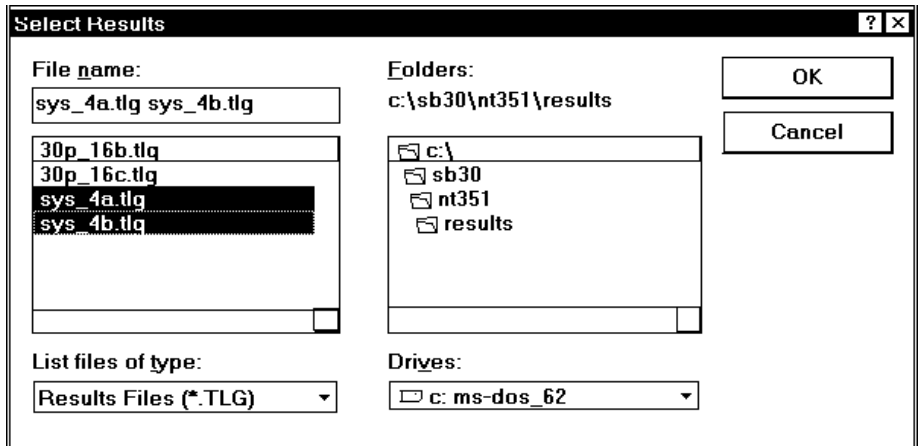 Select Results ? ×
File name:
sys_4a.tlg sys_4b.tlg
30p_16b.tlg
30p_16c.tlg
sys_4a.tlg
sys_4b.tlg
List files of type:
Results Files (*.TLG)
Folders:
c:\sb30\nt351\results
c:\
sb30
nt351
results
Drives:
c: ms-dos_62
OK
Cancel